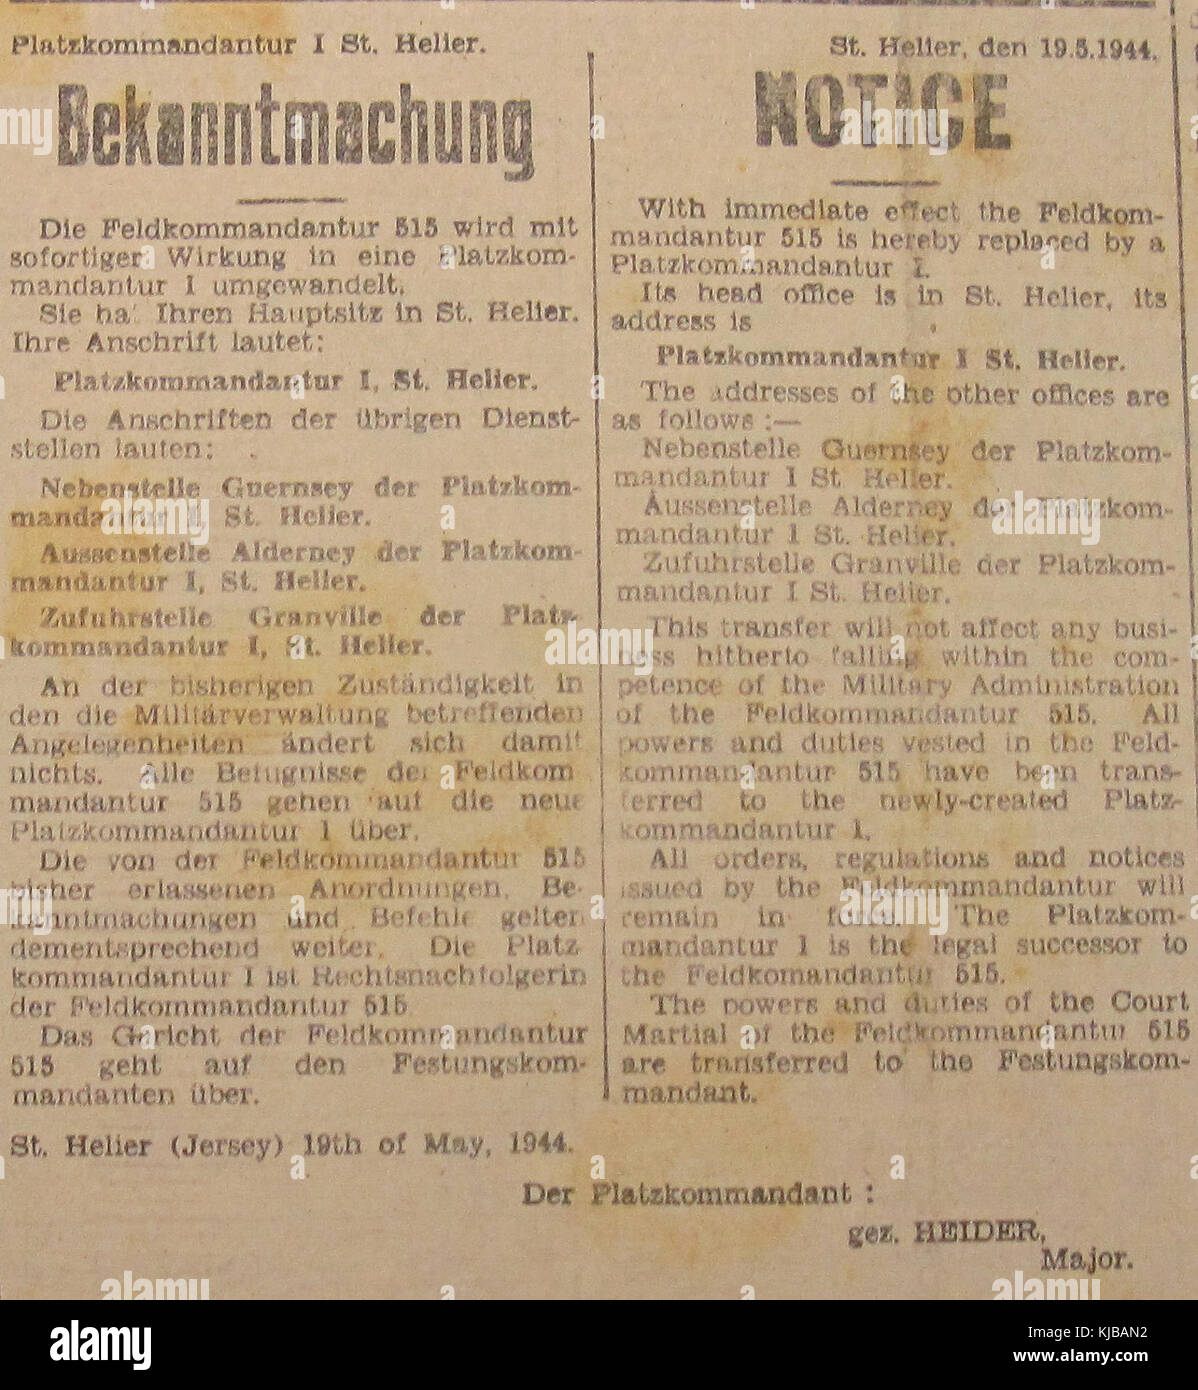 Platzkommandantur I St. Helier.
St. Helier, den 19.5.1944.
Bekanntmachung
Die Feldkommandantur 515 wird mit
sofortiger Wirkung in eine Platzkom-
mandantur I umgewandelt.
Sie ha Ihren Hauptsitz in St. Helier.
Ihre Anschrift lautet:
Platzkommandantur I, St. Helier.
Die Anschriften der übrigen Dienst-
stellen lauten:
Nebenstelle Guernsey der Platzkom-
mandantur I, St. Helier.
Aussenstelle Alderney der Platzkom-
mandantur I, St. Helier.
Zufuhrstelle Granville der Platz-
kommandantur I, St. Helier.
An der bisherigen Zuständigkeit in
den die Militärverwaltung betreffenden
Angelegenheiten ändert sich damit
nichts. Alle Befugnisse der Feldkom
mandantur 515 gehen auf die neue
Platzkommandantur I über.
Die von der Feldkommandantur 515
bisher erlassenen Anordnungen, Be-
kanntmachungen und Befehle gelten
dementsprechend weiter. Die Platz
kommandantur I ist Rechtsnachfolgerin
der Feldkommandantur 515
Das Gericht der Feldkommandantur
515 geht auf den Festungskom-
mandanten über.
St. Helier (Jersey) 19th of May, 1944.
NOTICE
With immediate effect the Feldkom-
mandantur 515 is hereby replaced by a
Platzkommandantur I.
Its head office is in St. Helier, its
address is
Platzkommandantur I St. Helier.
The addresses of the other offices are
as follows :—
Nebenstelle Guernsey der Platzkom-
mandantur I St. Helier.
Aussenstelle Alderney der Platzkom-
mandantur I St. Helier.
Zufuhrstelle Granville der Platzkom-
mandantur I St. Helier.
This transfer will not affect any busi-
ness hitherto falling within the com-
petence of the Military Administration
of the Feldkommandantur 515. All
powers and duties vested in the Feld-
kommandantur 515 have been trans-
ferred to the newly-created Platz-
kommandantur I.
All orders, regulations and notices
issued by the Feldkommandantur will
remain in force. The Platzkom-
mandantur I is the legal successor to
the Feldkomandantur 515.
The powers and duties of the Court
Martial of the Feldkommandantur 515
are transferred to the Festungskom-
mandant.
Der Platzkommandant :
gez. HEIDER,
Major.
alamy
a
alamy
Image ID: KJBAN2
www.alamy.com